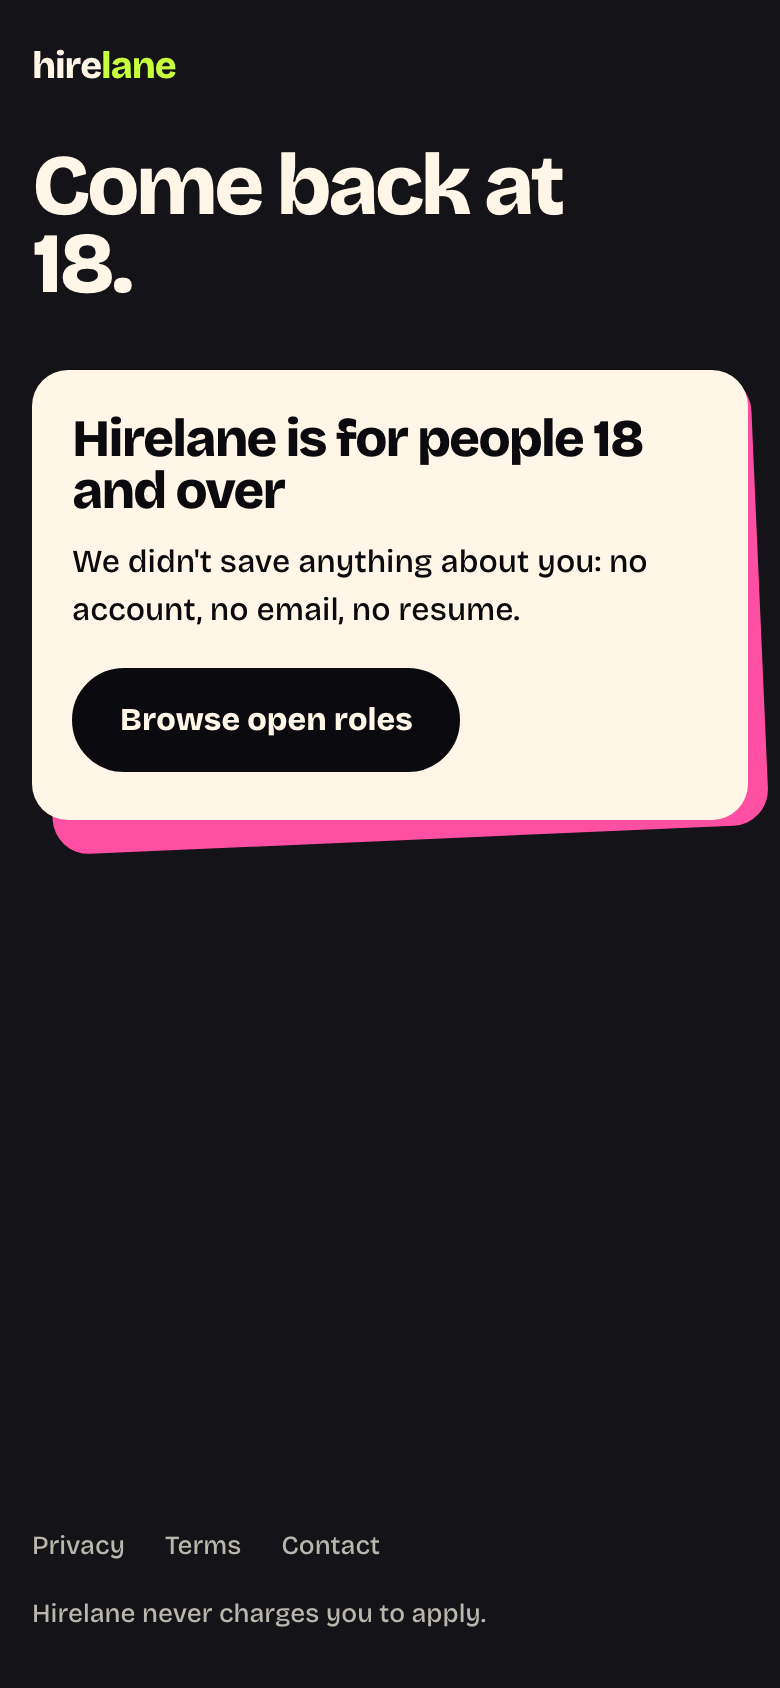 hirelane
Come back at
18.
Hirelane is for people 18
and over
We didn't save anything about you: no
account, no email, no resume.
Browse open roles
Privacy Terms Contact
Hirelane never charges you to apply.